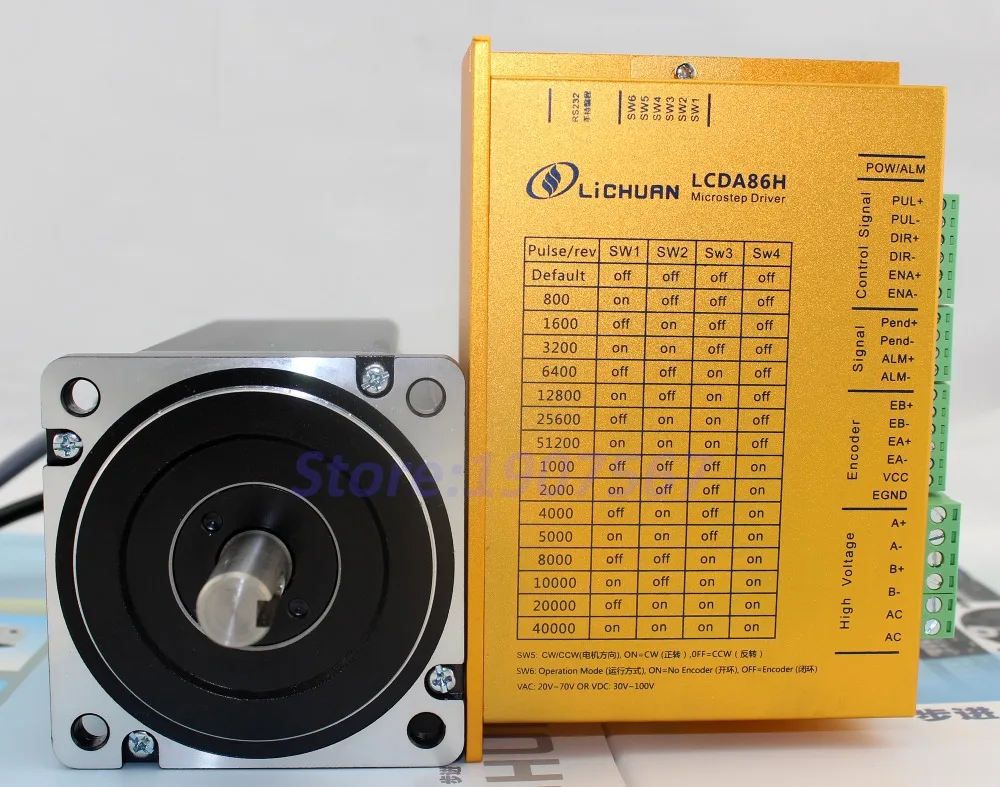 RS232
SW6
SW5
SW4
SW3
SW2
SW1
LiCHUAN LCDA86H
Microstep Driver
POW/ALM
Control Signal
PUL+
PUL-
DIR+
DIR-
ENA+
ENA-
Signal
Pend+
Pend-
ALM+
ALM-
Encoder
EB+
EB-
EA+
EA-
VCC
EGND
High Voltage
A+
A-
B+
B-
AC
AC
Pulse/rev SW1 SW2 Sw3 Sw4
Default off off off off
800 on off off off
1600 off on off off
3200 on on off off
6400 off off on off
12800 on off on off
25600 off on on off
51200 on on on off
1000 off off off on
2000 on off off on
4000 off on off on
5000 on on off on
8000 off off on on
10000 on off on on
20000 off on on on
40000 on on on on
SW5: CW/CCW(电机方向), ON=CW (正转) ,0FF=CCW (反转)
SW6: Operation Mode (运行方式), ON=No Encoder (开环), OFF=Encoder (闭环)
VAC: 20V~70V OR VDC: 30V~100V
Store:1907567
步进
步进